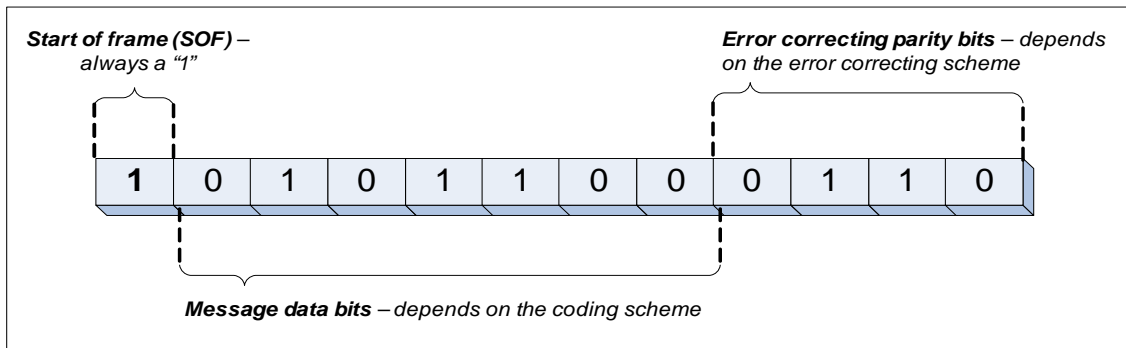 Start of frame (SOF) –
always a “1”
Error correcting parity bits – depends
on the error correcting scheme
1 0 1 0 1 1 0 0 0 1 1 0
Message data bits – depends on the coding scheme